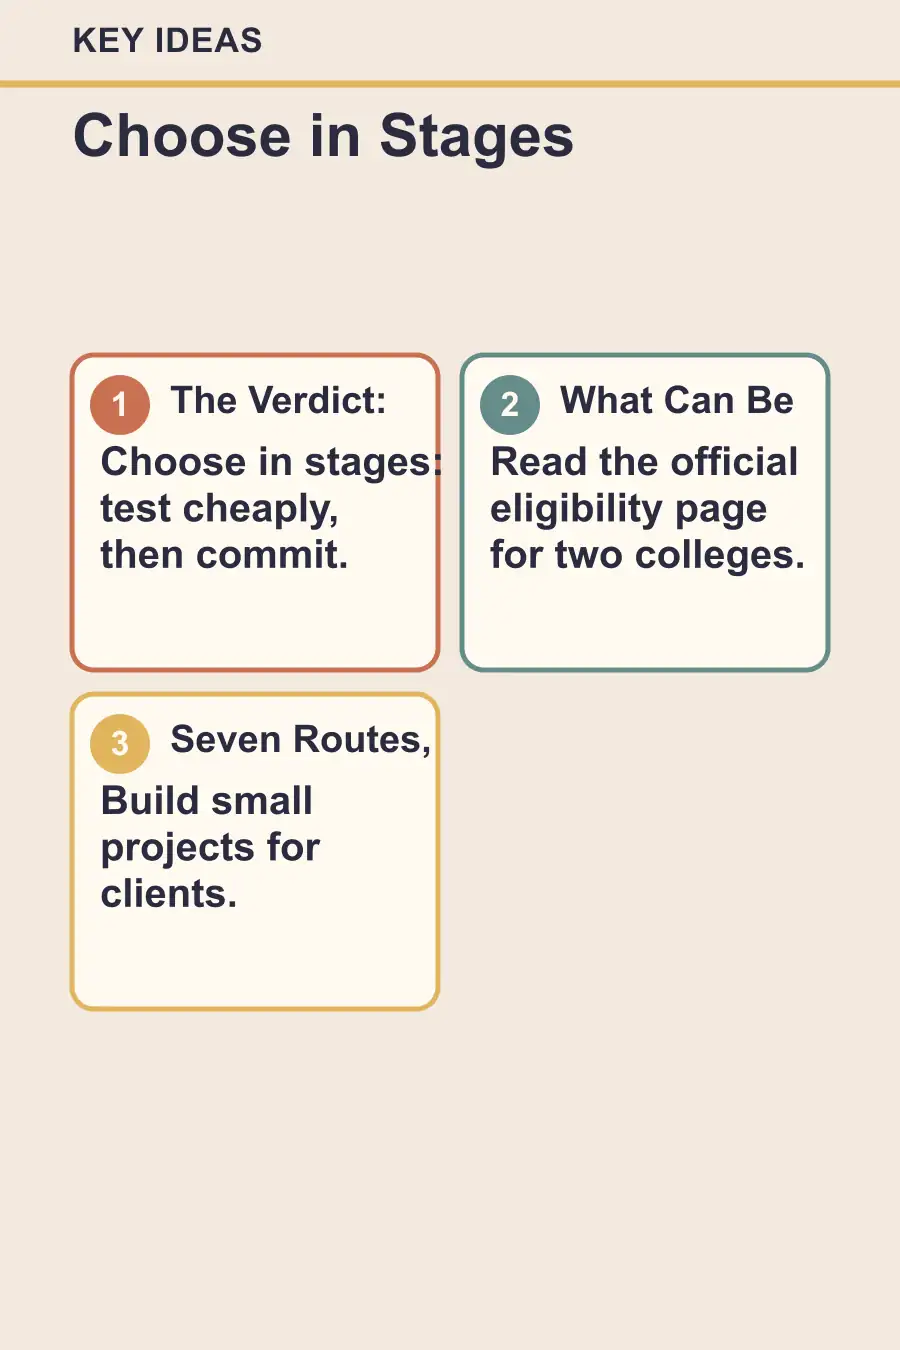 KEY IDEAS
Choose in Stages
1 The Verdict:
Choose in stages:
test cheaply,
then commit.
2 What Can Be
Read the official
eligibility page
for two colleges.
3 Seven Routes,
Build small
projects for
clients.